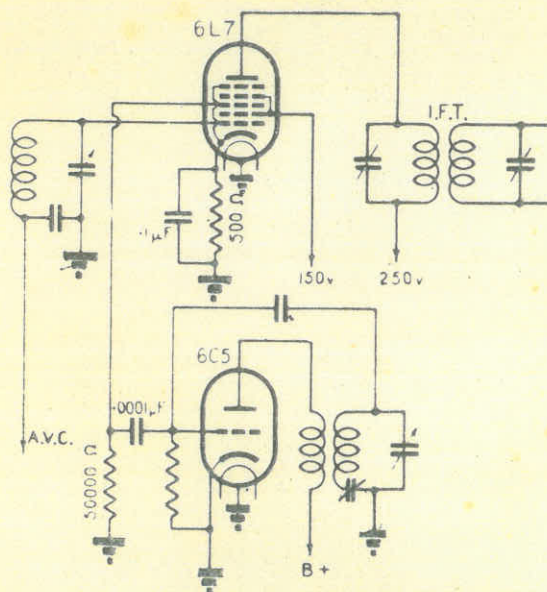 6L7
I.F.T.
.1µF
500 Ω
150v
250v
6C5
.0001µF
A.V.C.
50000 Ω
B +